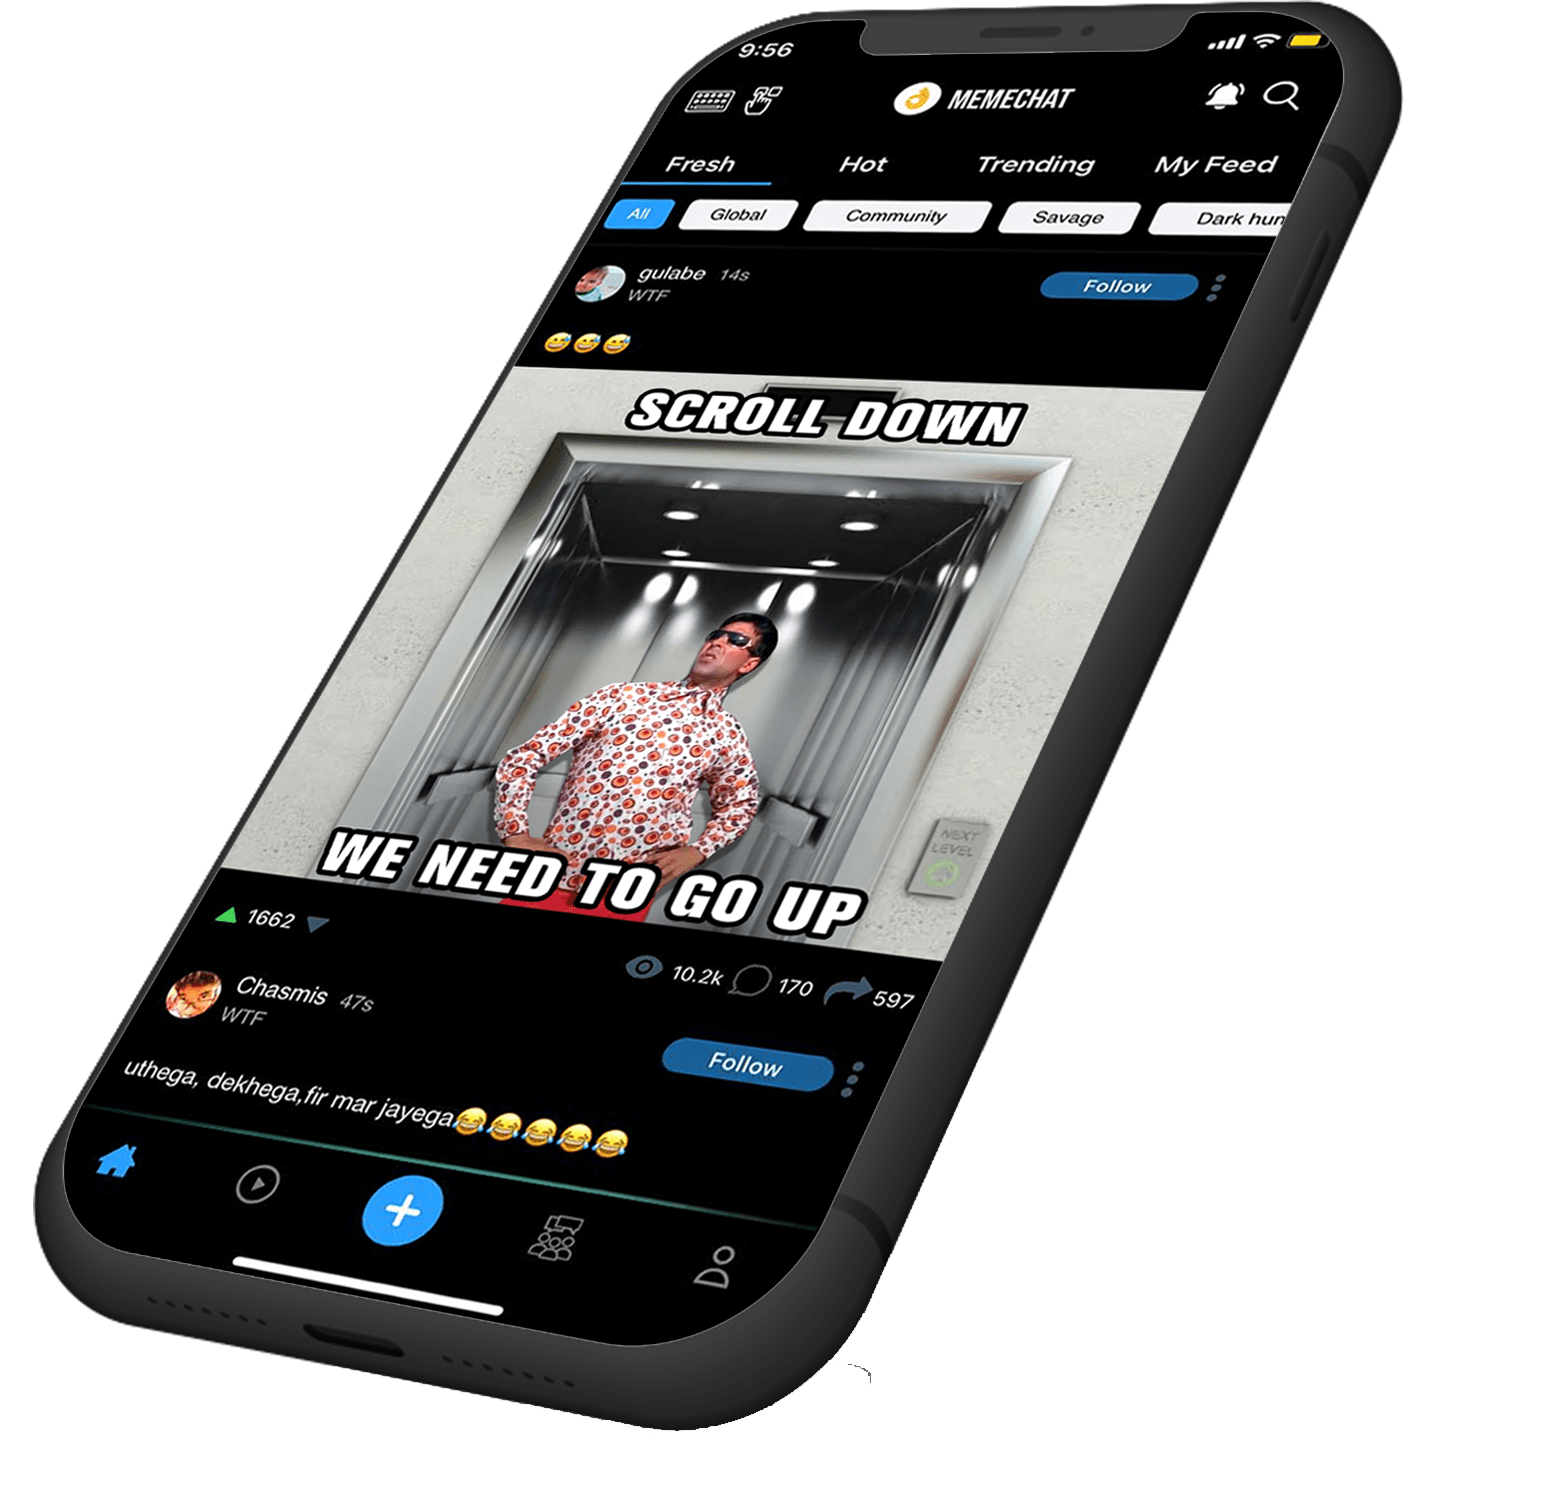 9:56
MEMECHAT
Fresh Hot Trending My Feed
All Global Community Savage Dark hun
gulabe 14s
WTF
Follow
😅😅😅
SCROLL DOWN
NEXT
LEVEL
WE NEED TO GO UP
1662
10.2k 170 597
Chasmis 47s
WTF
Follow
uthega, dekhega,fir mar jayega😂😂😂😂😂